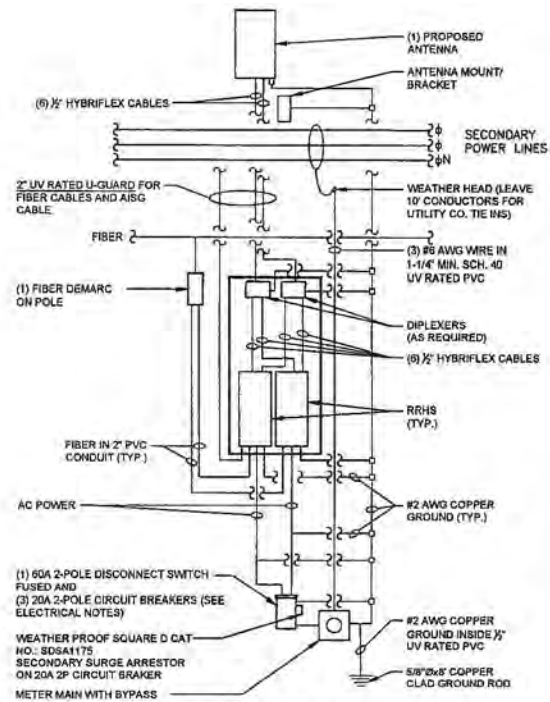 (1) PROPOSED
ANTENNA
ANTENNA MOUNT/
BRACKET
(6) ½" HYBRIFLEX CABLES
ɸ
ɸ
ɸN
SECONDARY
POWER LINES
2" UV RATED U-GUARD FOR
FIBER CABLES AND AISG
CABLE
WEATHER HEAD (LEAVE
10' CONDUCTORS FOR
UTILITY CO. TIE INS)
FIBER
(3) #6 AWG WIRE IN
1-1/4" MIN. SCH. 40
UV RATED PVC
(1) FIBER DEMARC
ON POLE
DIPLEXERS
(AS REQUIRED)
(6) ½" HYBRIFLEX CABLES
RRHS
(TYP.)
FIBER IN 2" PVC
CONDUIT (TYP.)
AC POWER
#2 AWG COPPER
GROUND (TYP.)
(1) 60A 2-POLE DISCONNECT SWITCH
FUSED AND
(3) 20A 2-POLE CIRCUIT BREAKERS (SEE
ELECTRICAL NOTES)
WEATHER PROOF SQUARE D CAT
NO.: SDSA1175
SECONDARY SURGE ARRESTOR
ON 20A 2P CIRCUIT BRAKER
METER MAIN WITH BYPASS
#2 AWG COPPER
GROUND INSIDE ½"
UV RATED PVC
5/8"Øx8' COPPER
CLAD GROUND ROD